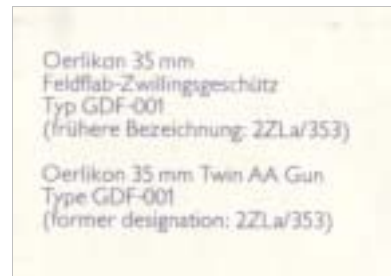 Oerlikon 35 mm
Feldflab-Zwillingsgeschütz
Typ GDF-001
(frühere Bezeichnung: 2ZLa/353)
Oerlikon 35 mm Twin AA Gun
Type GDF-001
(former designation: 2ZLa/353)